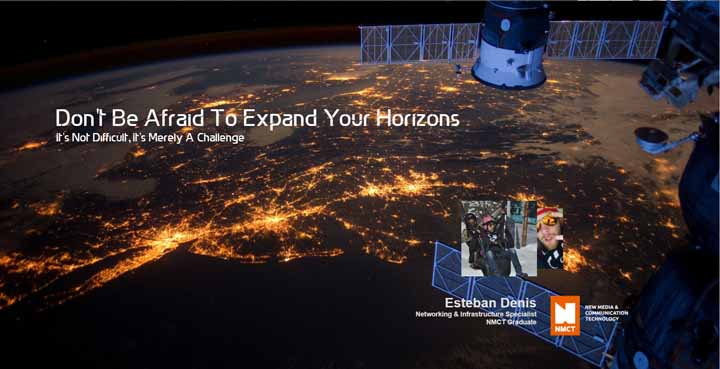 Don't Be Afraid To Expand Your Horizons
it's Not Difficult, it's Merely A Challenge
Esteban Denis
Networking & Infrastructure Specialist
NMCT Graduate
NMCT
NEW MEDIA &
COMMUNICATION
TECHNOLOGY